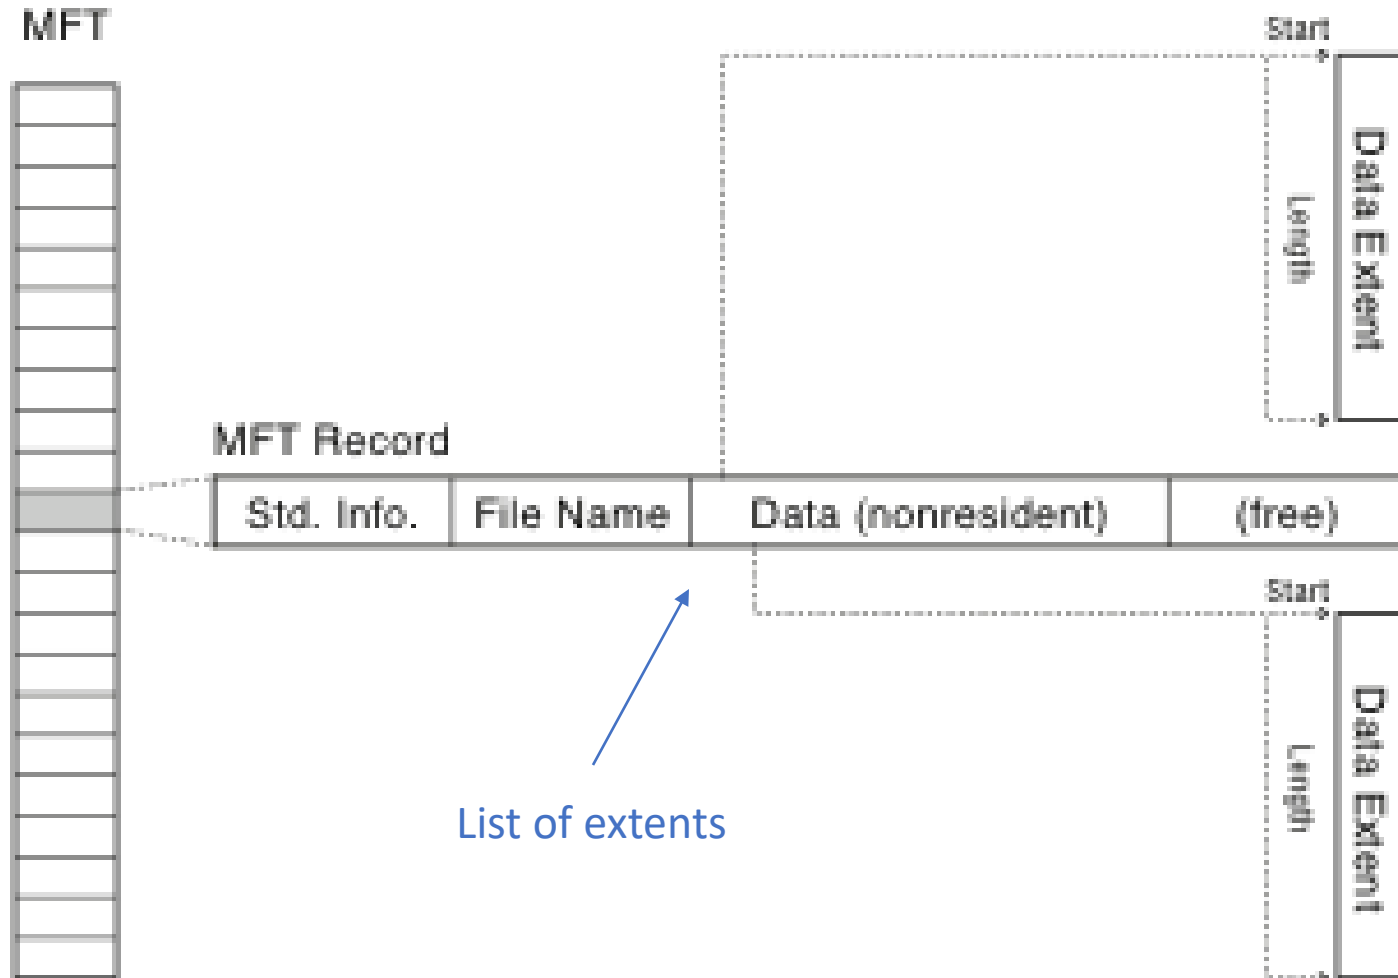 MFT
Start
Length
Data Extent
MFT Record
Std. Info.
File Name
Data (nonresident)
(free)
Start
Length
Data Extent
List of extents